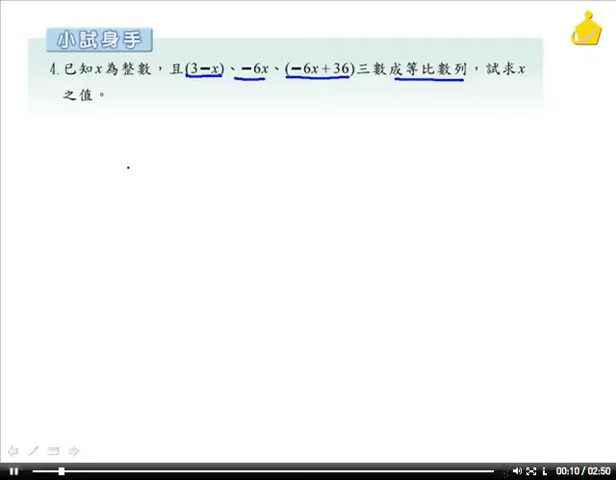 小試身手
4.已知x為整數,且(3-x)、-6x、(-6x+36)三數成等比數列,試求x
之值。
00:10 / 02:50